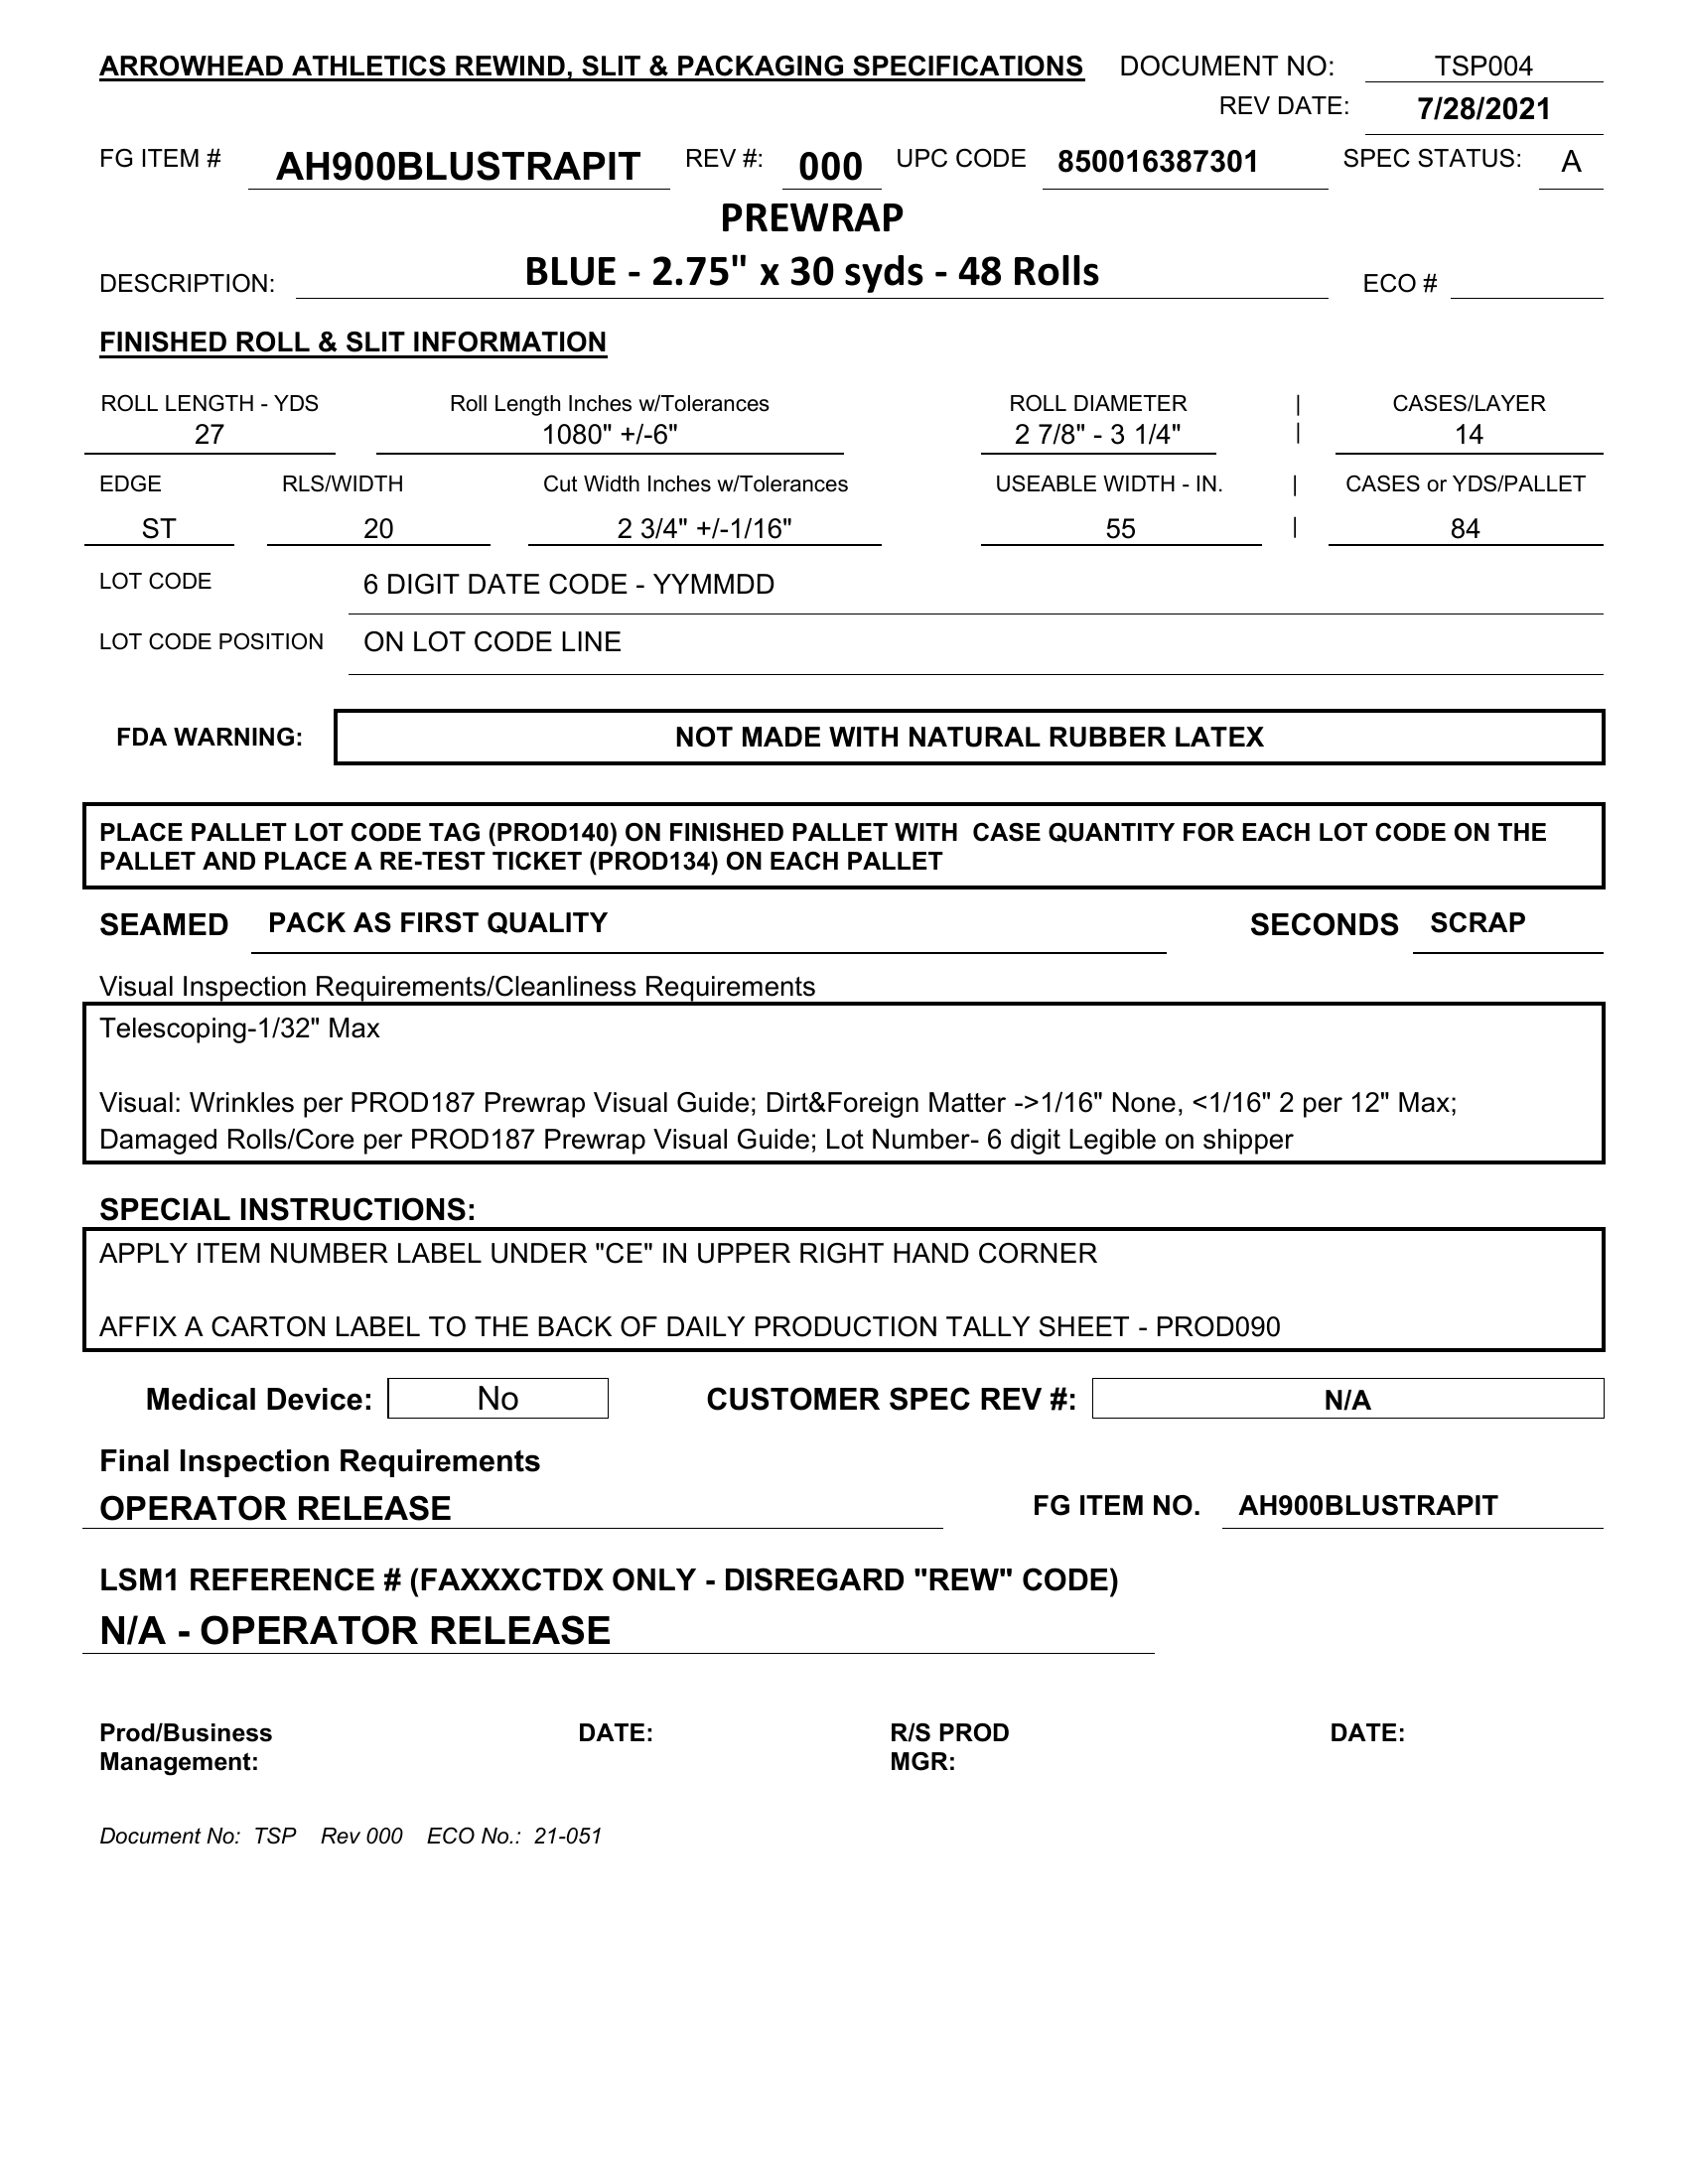 ARROWHEAD ATHLETICS REWIND, SLIT & PACKAGING SPECIFICATIONS DOCUMENT NO: TSP004
REV DATE: 7/28/2021
FG ITEM # AH900BLUSTRAPIT REV #: 000 UPC CODE 850016387301 SPEC STATUS: A
PREWRAP
DESCRIPTION: BLUE - 2.75" x 30 syds - 48 Rolls ECO #
FINISHED ROLL & SLIT INFORMATION
ROLL LENGTH - YDS Roll Length Inches w/Tolerances ROLL DIAMETER | CASES/LAYER
27 1080" +/-6" 2 7/8" - 3 1/4" | 14
EDGE RLS/WIDTH Cut Width Inches w/Tolerances USEABLE WIDTH - IN. | CASES or YDS/PALLET
ST 20 2 3/4" +/-1/16" 55 | 84
LOT CODE 6 DIGIT DATE CODE - YYMMDD
LOT CODE POSITION ON LOT CODE LINE
FDA WARNING: NOT MADE WITH NATURAL RUBBER LATEX
PLACE PALLET LOT CODE TAG (PROD140) ON FINISHED PALLET WITH CASE QUANTITY FOR EACH LOT CODE ON THE
PALLET AND PLACE A RE-TEST TICKET (PROD134) ON EACH PALLET
SEAMED PACK AS FIRST QUALITY SECONDS SCRAP
Visual Inspection Requirements/Cleanliness Requirements
Telescoping-1/32" Max
Visual: Wrinkles per PROD187 Prewrap Visual Guide; Dirt&Foreign Matter ->1/16" None, <1/16" 2 per 12" Max;
Damaged Rolls/Core per PROD187 Prewrap Visual Guide; Lot Number- 6 digit Legible on shipper
SPECIAL INSTRUCTIONS:
APPLY ITEM NUMBER LABEL UNDER "CE" IN UPPER RIGHT HAND CORNER
AFFIX A CARTON LABEL TO THE BACK OF DAILY PRODUCTION TALLY SHEET - PROD090
Medical Device: No CUSTOMER SPEC REV #: N/A
Final Inspection Requirements
OPERATOR RELEASE FG ITEM NO. AH900BLUSTRAPIT
LSM1 REFERENCE # (FAXXXCTDX ONLY - DISREGARD "REW" CODE)
N/A - OPERATOR RELEASE
Prod/Business DATE: R/S PROD DATE:
Management: MGR:
Document No: TSP Rev 000 ECO No.: 21-051